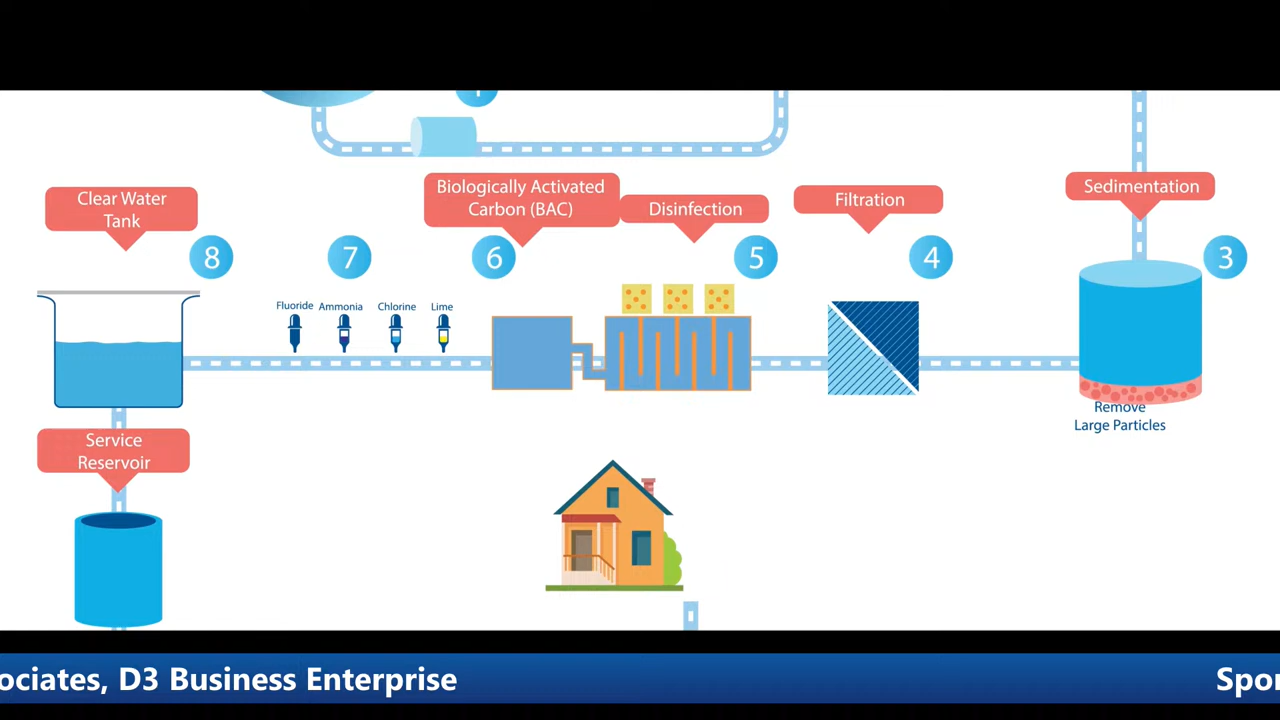 Biologically Activated
Carbon (BAC)
Sedimentation
Clear Water
Tank
Filtration
Disinfection
8
7
6
5
4
3
Fluoride
Ammonia
Chlorine
Lime
Remove
Large Particles
Service
Reservoir
ociates, D3 Business Enterprise
Spor